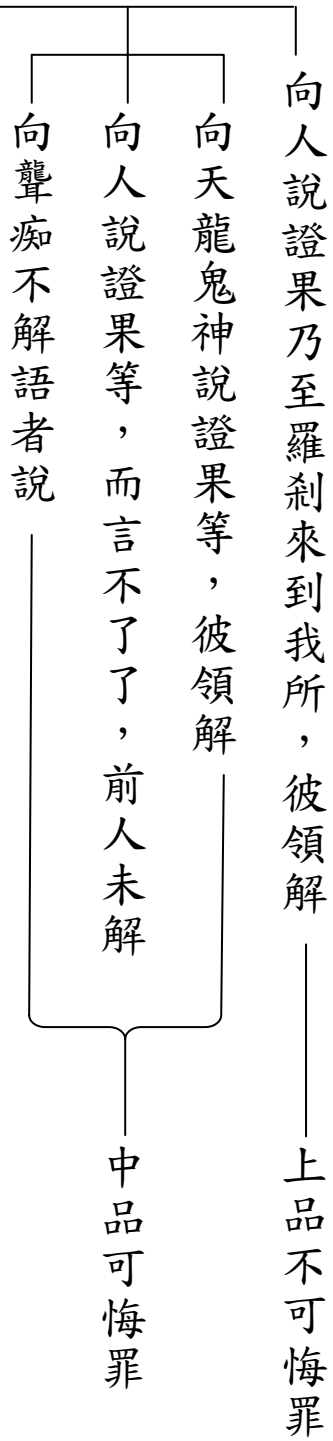 向人說證果乃至羅剎來到我所，彼領解
上品不可悔罪
向天龍鬼神說證果等，彼領解
向人說證果等，而言不了了，前人未解
向聾痴不解語者說
中品可悔罪